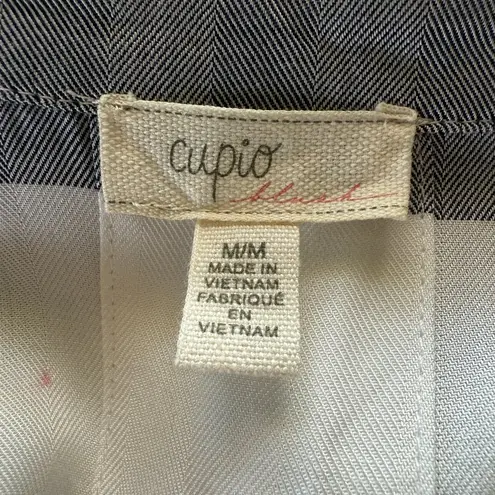 cupio
blush
M/M
MADE IN
VIETNAM
FABRIQUÉ
EN
VIETNAM